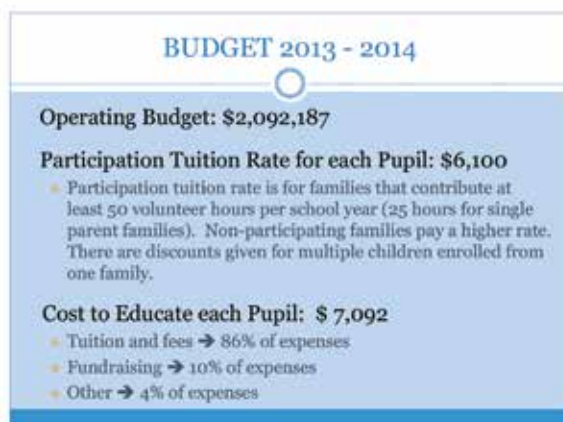 BUDGET 2013 - 2014
Operating Budget: $2,092,187
Participation Tuition Rate for each Pupil: $6,100
Participation tuition rate is for families that contribute at
least 50 volunteer hours per school year (25 hours for single
parent families). Non-participating families pay a higher rate.
There are discounts given for multiple children enrolled from
one family.
Cost to Educate each Pupil: $ 7,092
Tuition and fees ➔ 86% of expenses
Fundraising ➔ 10% of expenses
Other ➔ 4% of expenses